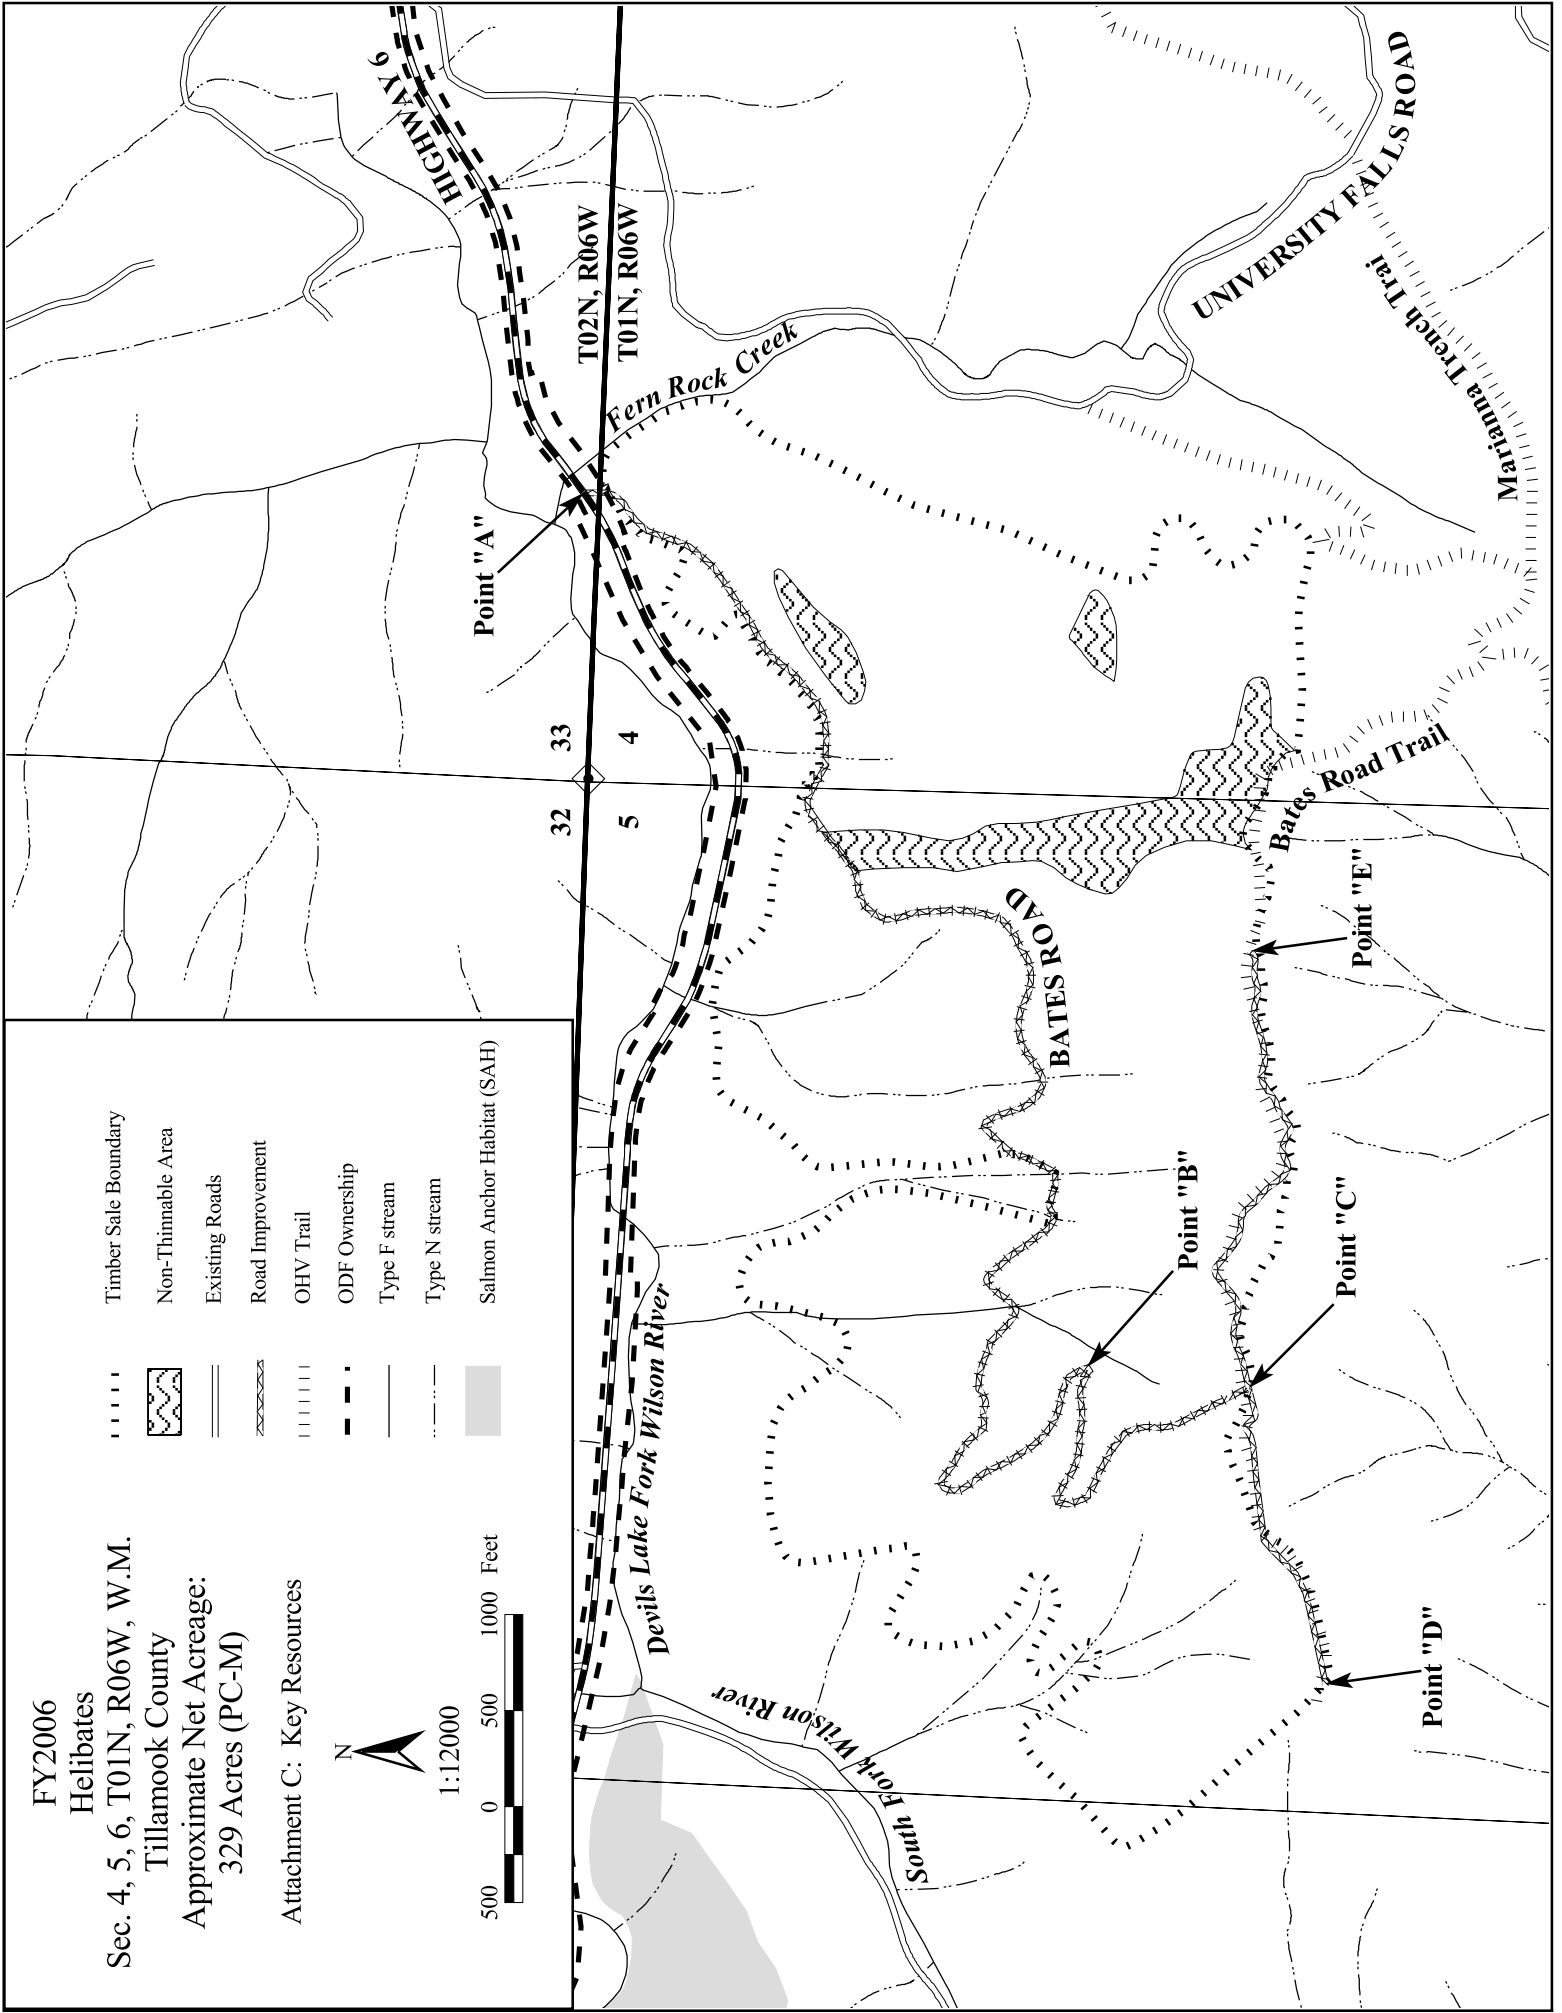 FY2006
Helibates
Sec. 4, 5, 6, T01N, R06W, W.M.
Tillamook County
Approximate Net Acreage:
329 Acres (PC-M)
Attachment C:  Key Resources
N
1:12000
500 0 500 1000 Feet
Timber Sale Boundary
Non-Thinnable Area
Existing Roads
Road Improvement
OHV Trail
ODF Ownership
Type F stream
Type N stream
Salmon Anchor Habitat (SAH)
HIGHWAY 6
T02N, R06W
T01N, R06W
Fern Rock Creek
UNIVERSITY FALLS ROAD
Marianna Trench Trai
Point "A"
32 33
5 4
Bates Road Trail
BATES ROAD
Point "E"
Point "B"
Point "C"
Devils Lake Fork Wilson River
South Fork Wilson River
Point "D"